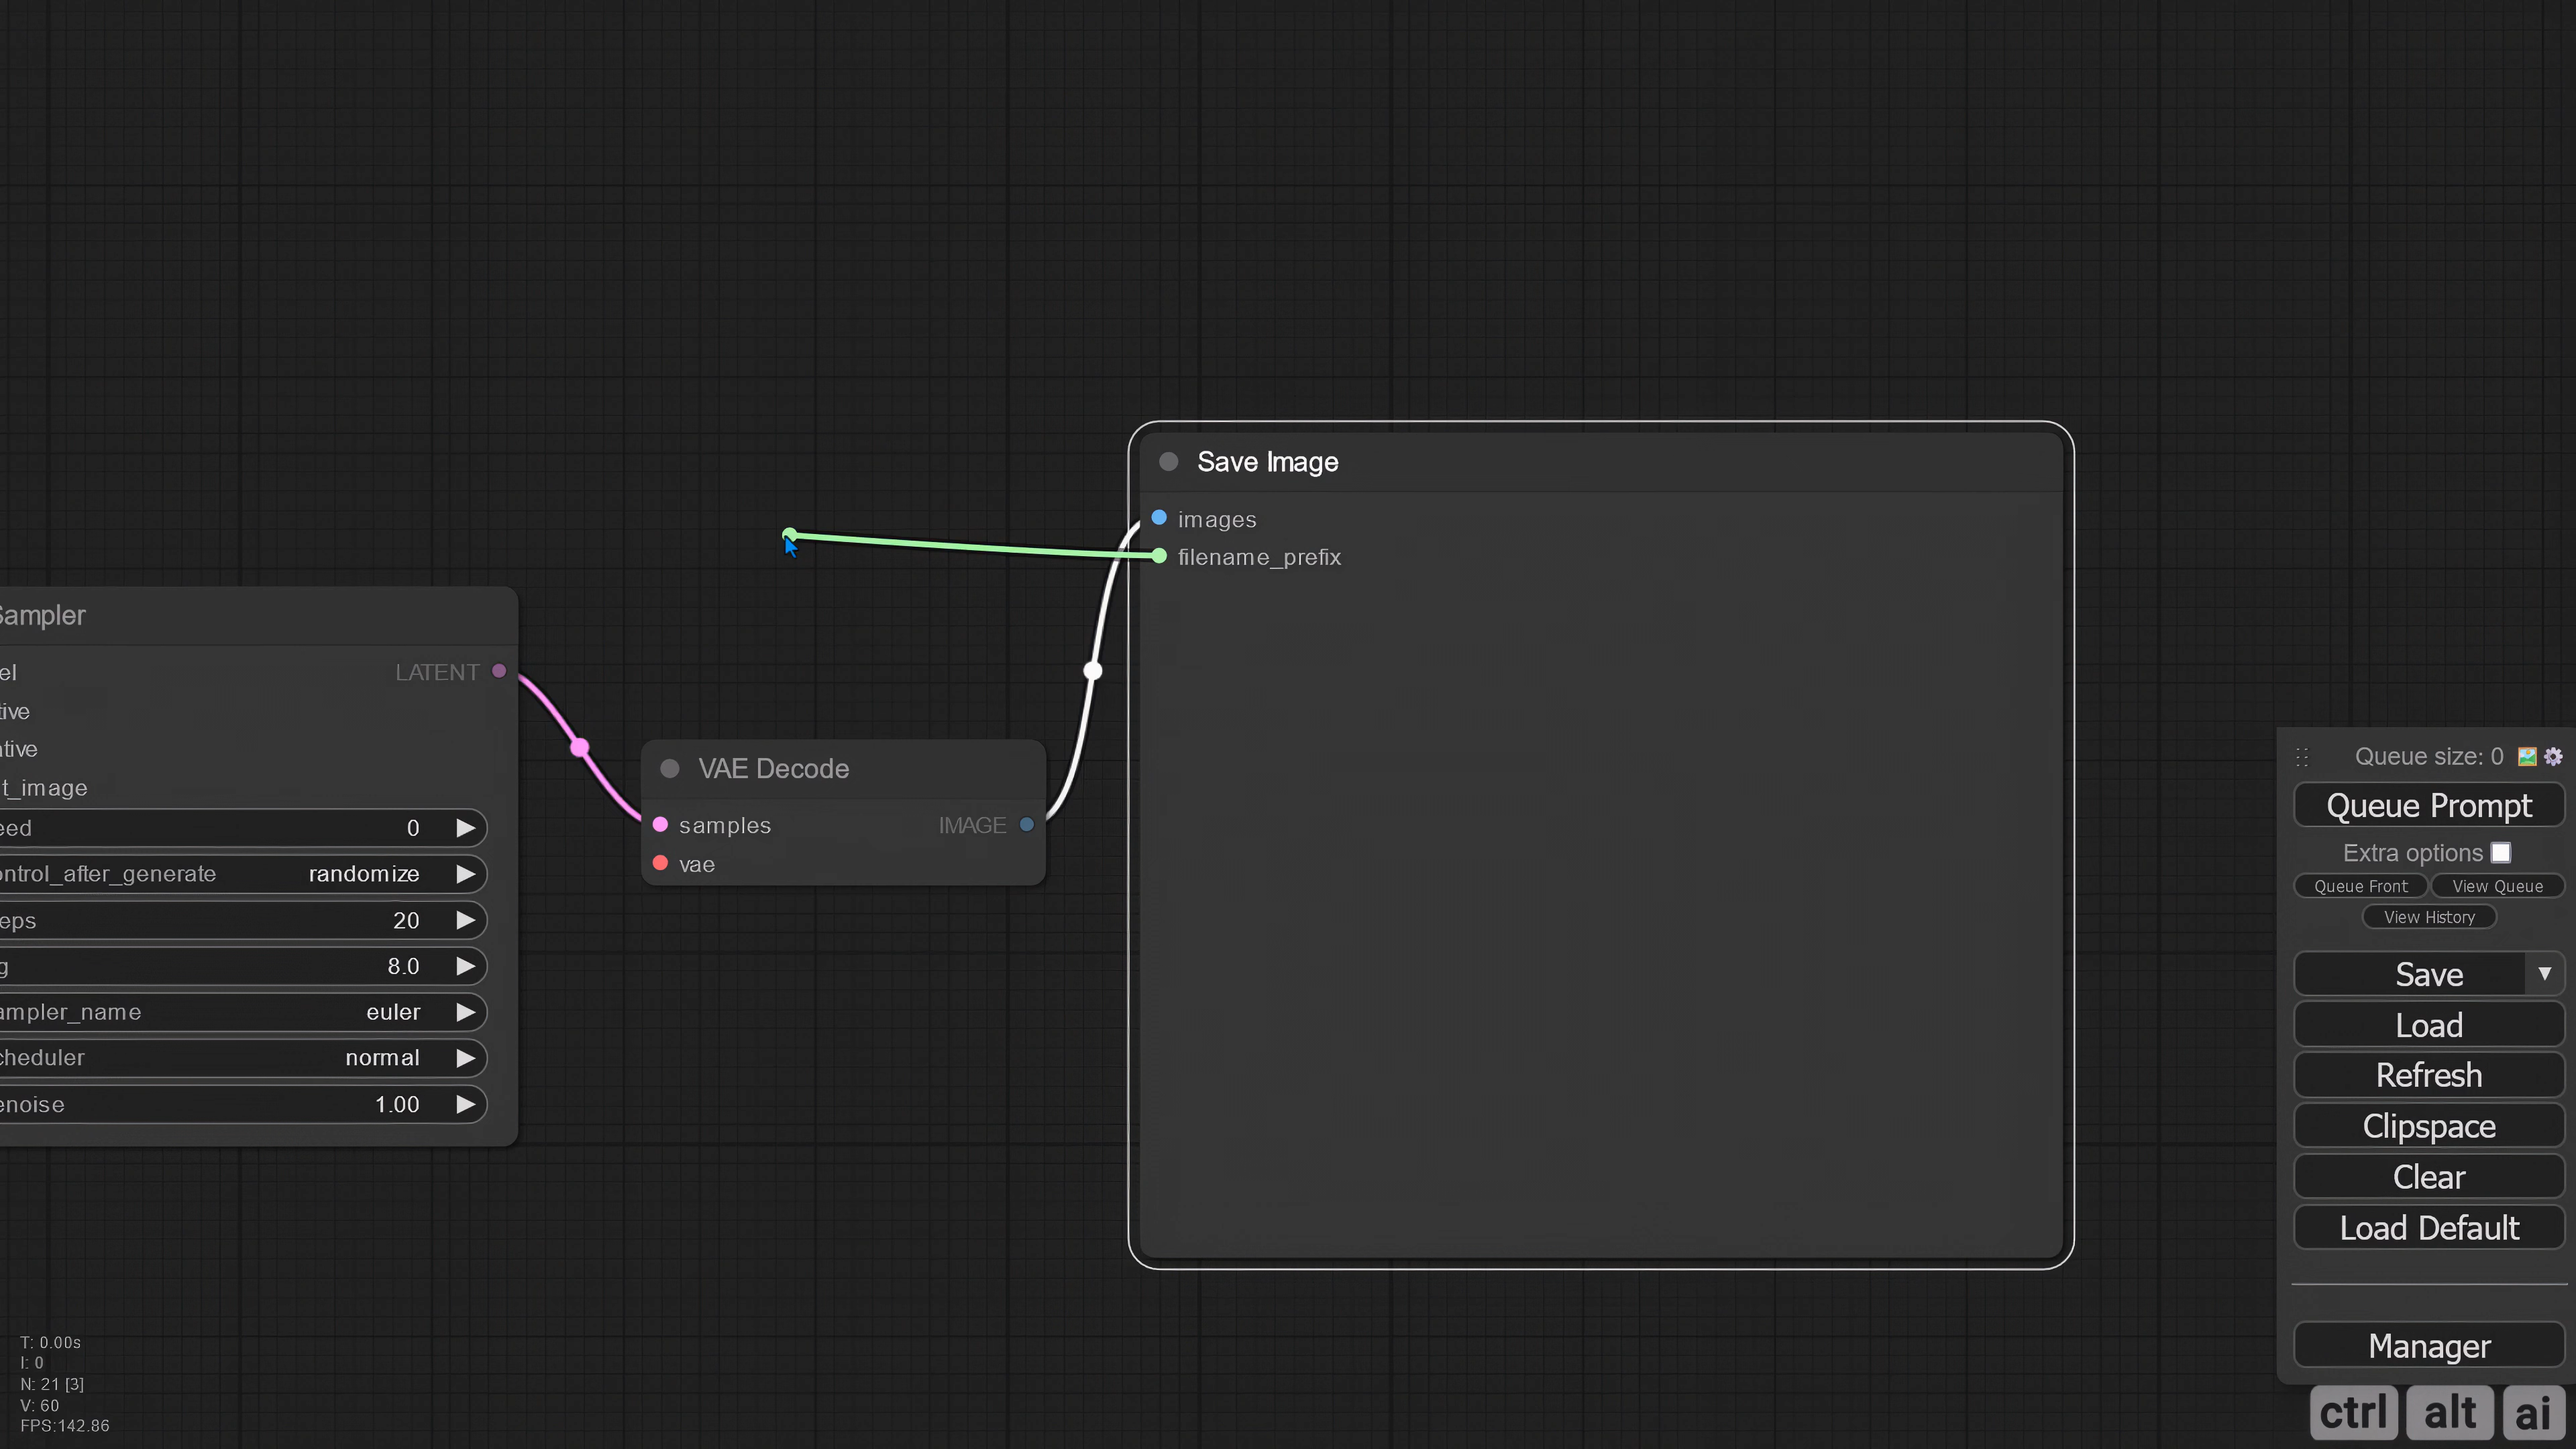 Save Image
images
filename_prefix
Sampler
el
LATENT
tive
ative
t_image
eed 0
ontrol_after_generate randomize
eps 20
g 8.0
ampler_name euler
cheduler normal
enoise 1.00
VAE Decode
samples IMAGE
vae
Queue size: 0
Queue Prompt
Extra options
Queue Front View Queue
View History
Save ▼
Load
Refresh
Clipspace
Clear
Load Default
Manager
T: 0.00s
I: 0
N: 21 [3]
V: 60
FPS:142.86
ctrl alt ai